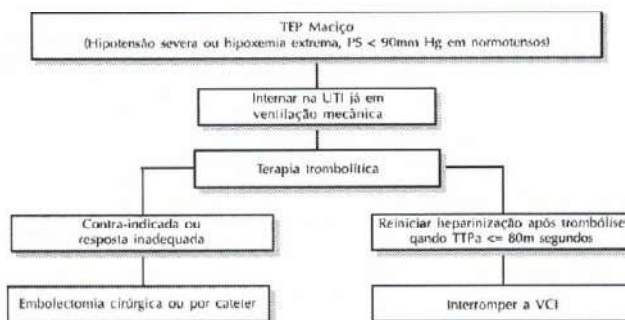 TEP Maciço
(Hipotensão severa ou hipoxemia extrema, PS < 90mm Hg em normotensos)
Internar na UTI já em
ventilação mecânica
Terapia trombolítica
Contra-indicada ou
resposta inadequada
Reiniciar heparinização após trombólise
qando TTPa <= 80m segundos
Embolectomia cirúrgica ou por cateter
Interromper a VCI